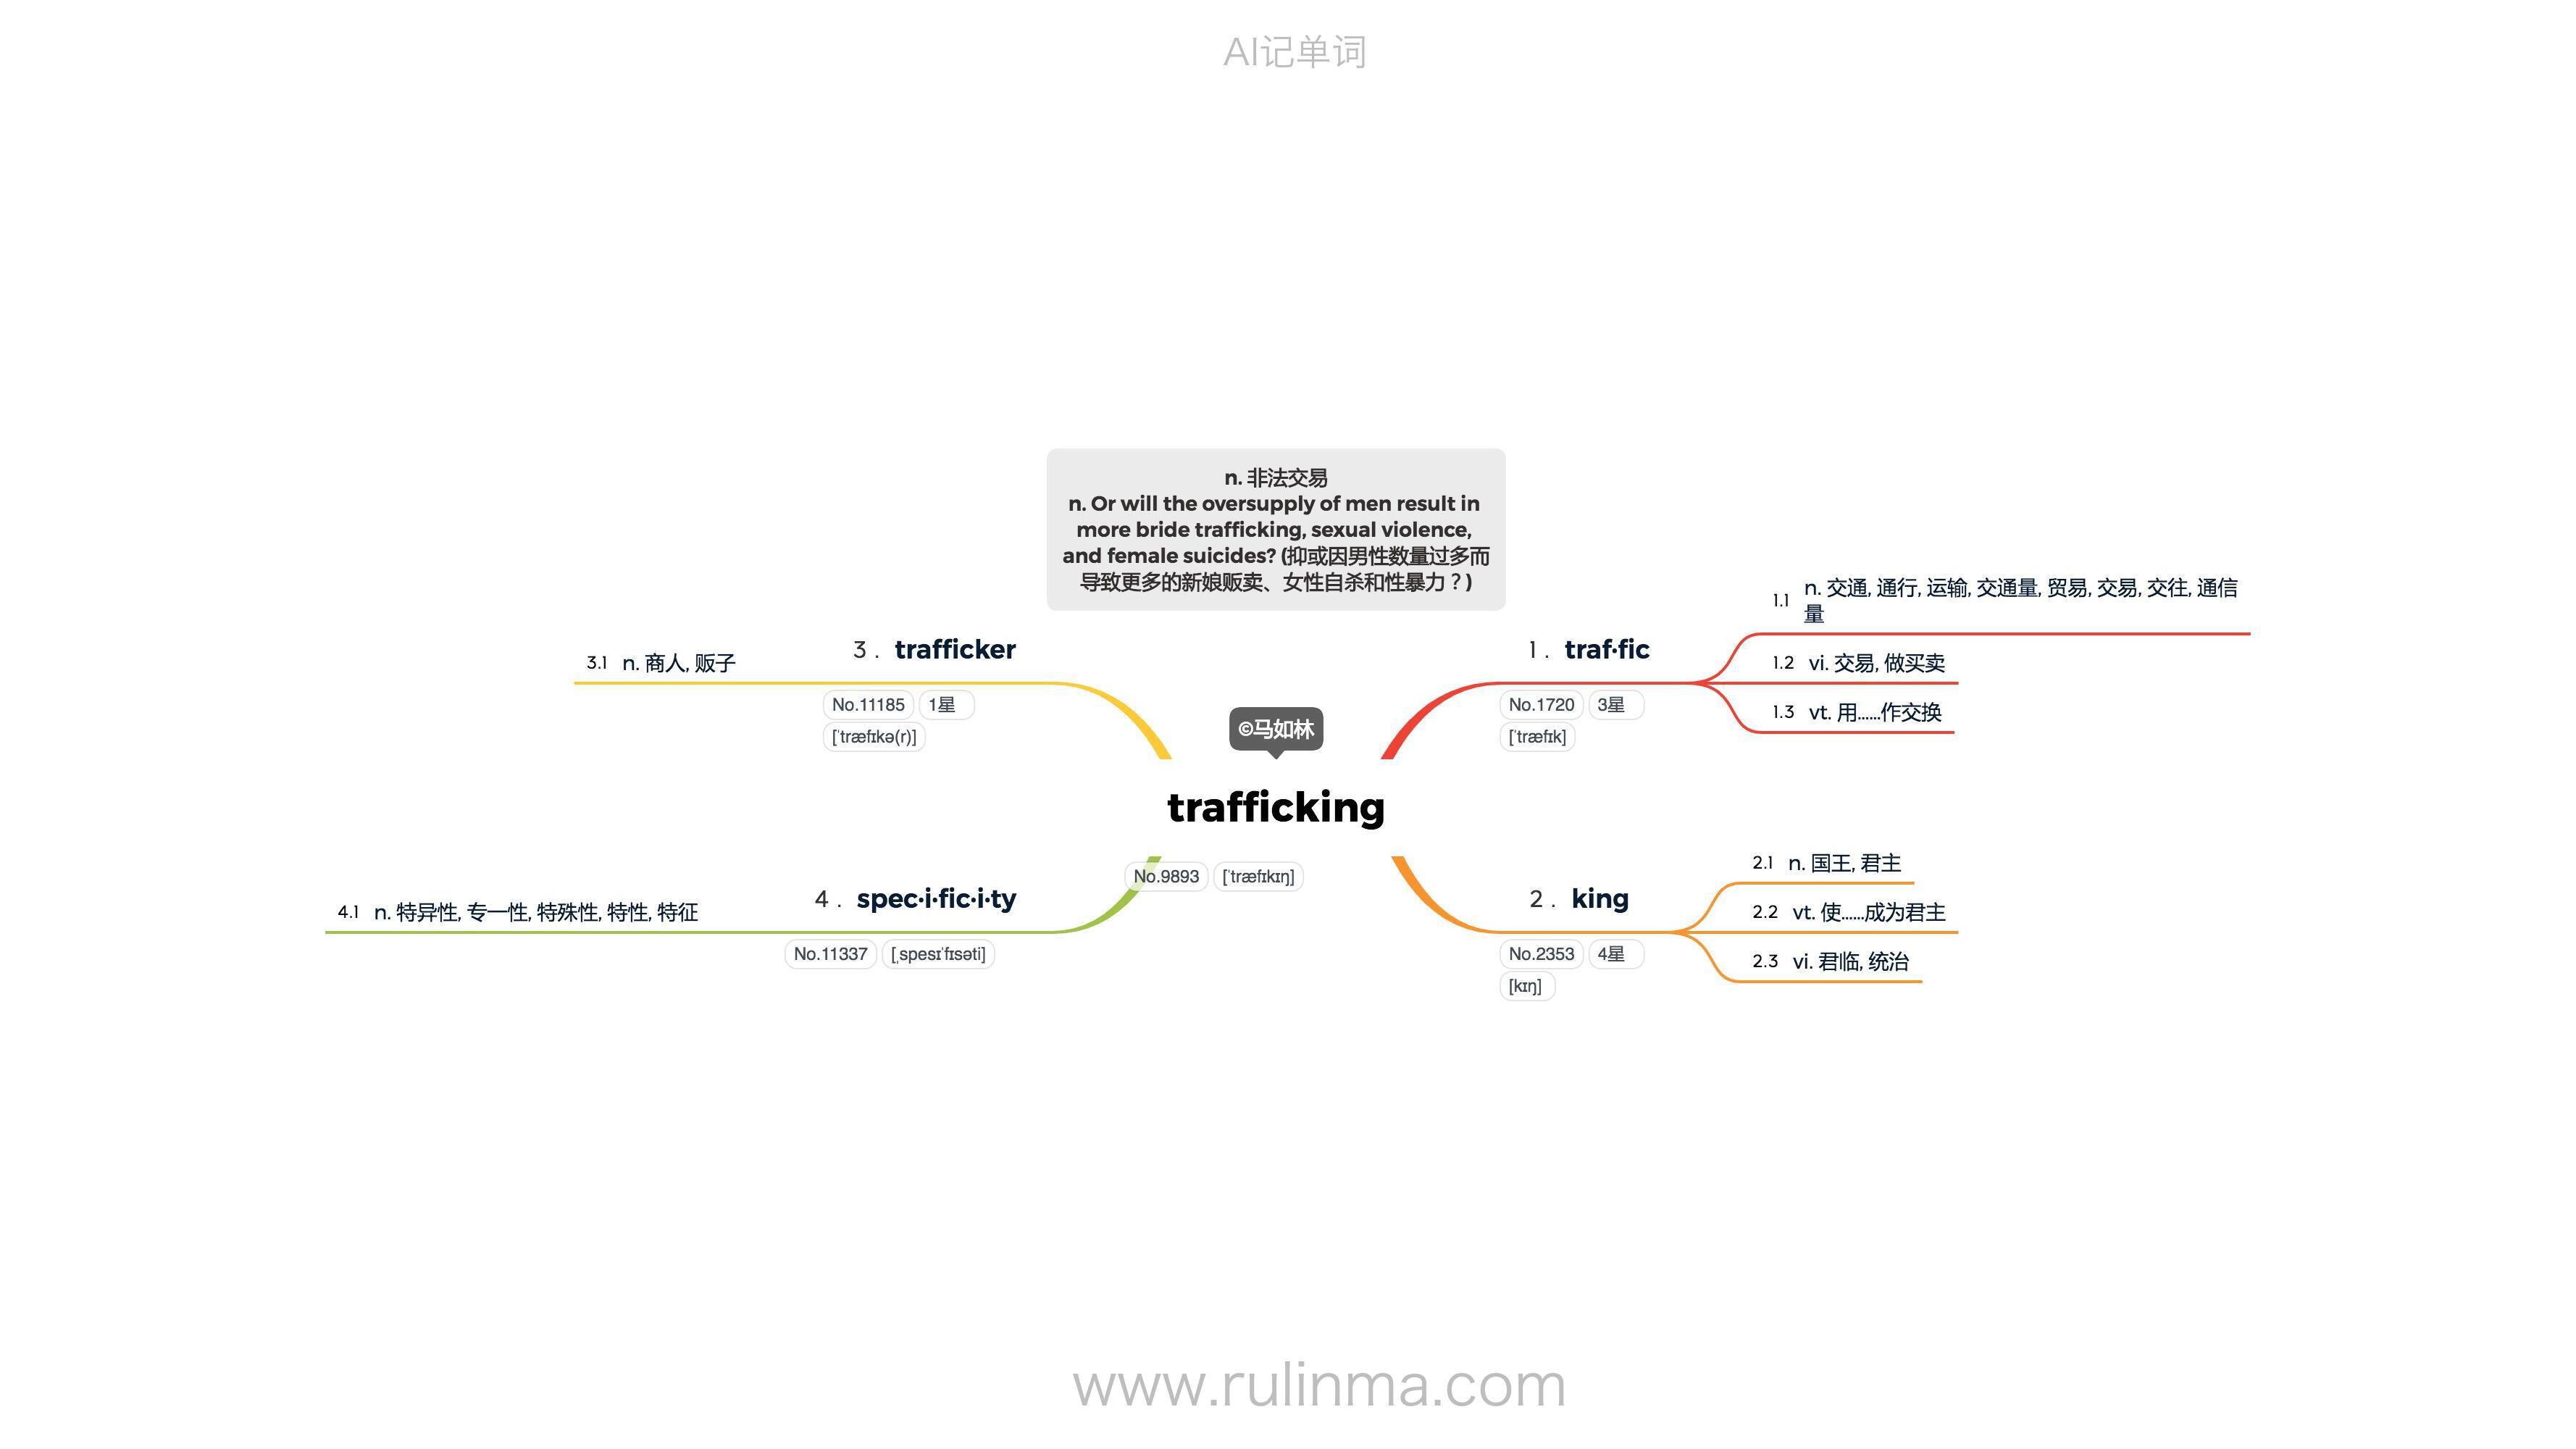 AI记单词
n. 非法交易
n. Or will the oversupply of men result in
more bride trafficking, sexual violence,
and female suicides? (抑或因男性数量过多而
导致更多的新娘贩卖、女性自杀和性暴力？)
©马如林
trafficking
No.9893 ['træfɪkɪŋ]
1 . traf·fic
No.1720 3星
['træfɪk]
1.1 n. 交通, 通行, 运输, 交通量, 贸易, 交易, 交往, 通信
量
1.2 vi. 交易, 做买卖
1.3 vt. 用......作交换
2 . king
No.2353 4星
[kɪŋ]
2.1 n. 国王, 君主
2.2 vt. 使......成为君主
2.3 vi. 君临, 统治
3 . trafficker
No.11185 1星
['træfɪkə(r)]
3.1 n. 商人, 贩子
4 . spec·i·fic·i·ty
No.11337 [ˌspesɪ'fɪsəti]
4.1 n. 特异性, 专一性, 特殊性, 特性, 特征
www.rulinma.com